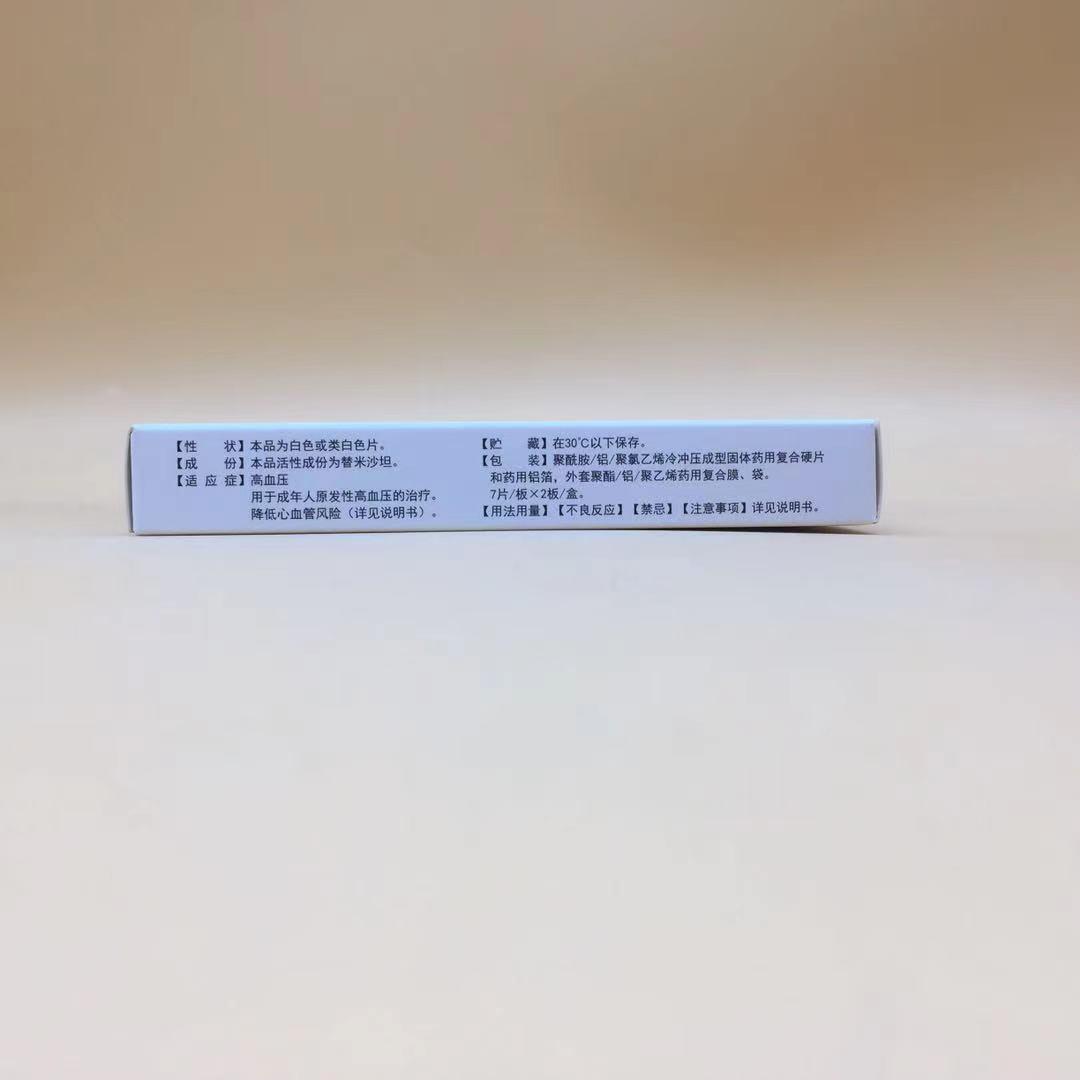 【性 状】本品为白色或类白色片。
【成 份】本品活性成份为替米沙坦。
【适 应 症】高血压
用于成年人原发性高血压的治疗。
降低心血管风险（详见说明书）。
【贮 藏】在30℃以下保存。
【包 装】聚酰胺/铝/聚氯乙烯冷冲压成型固体药用复合硬片
和药用铝箔，外套聚酯/铝/聚乙烯药用复合膜、袋。
7片/板×2板/盒。
【用法用量】【不良反应】【禁忌】【注意事项】详见说明书。